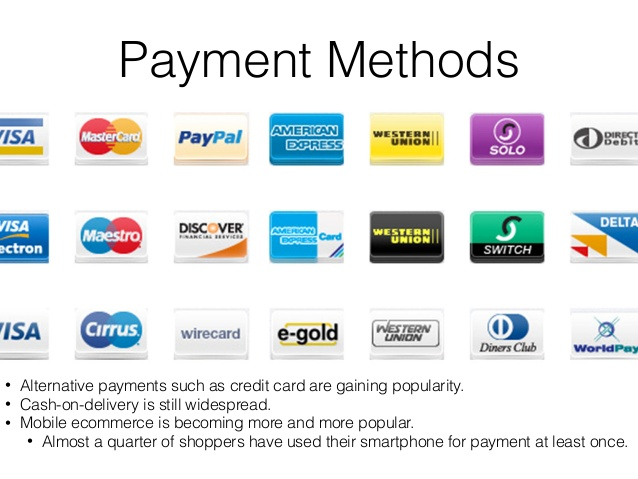 Payment Methods
VISA
MasterCard
PayPal
AMERICAN EXPRESS
WESTERN UNION
SOLO
DIRECT Debit
VISA Electron
Maestro
DISCOVER FINANCIAL SERVICES
AMERICAN EXPRESS Card
WESTERN UNION
SWITCH
DELTA
VISA
Cirrus
wirecard
e-gold
WESTERN UNION
Diners Club
WorldPay
• Alternative payments such as credit card are gaining popularity.
• Cash-on-delivery is still widespread.
• Mobile ecommerce is becoming more and more popular.
• Almost a quarter of shoppers have used their smartphone for payment at least once.